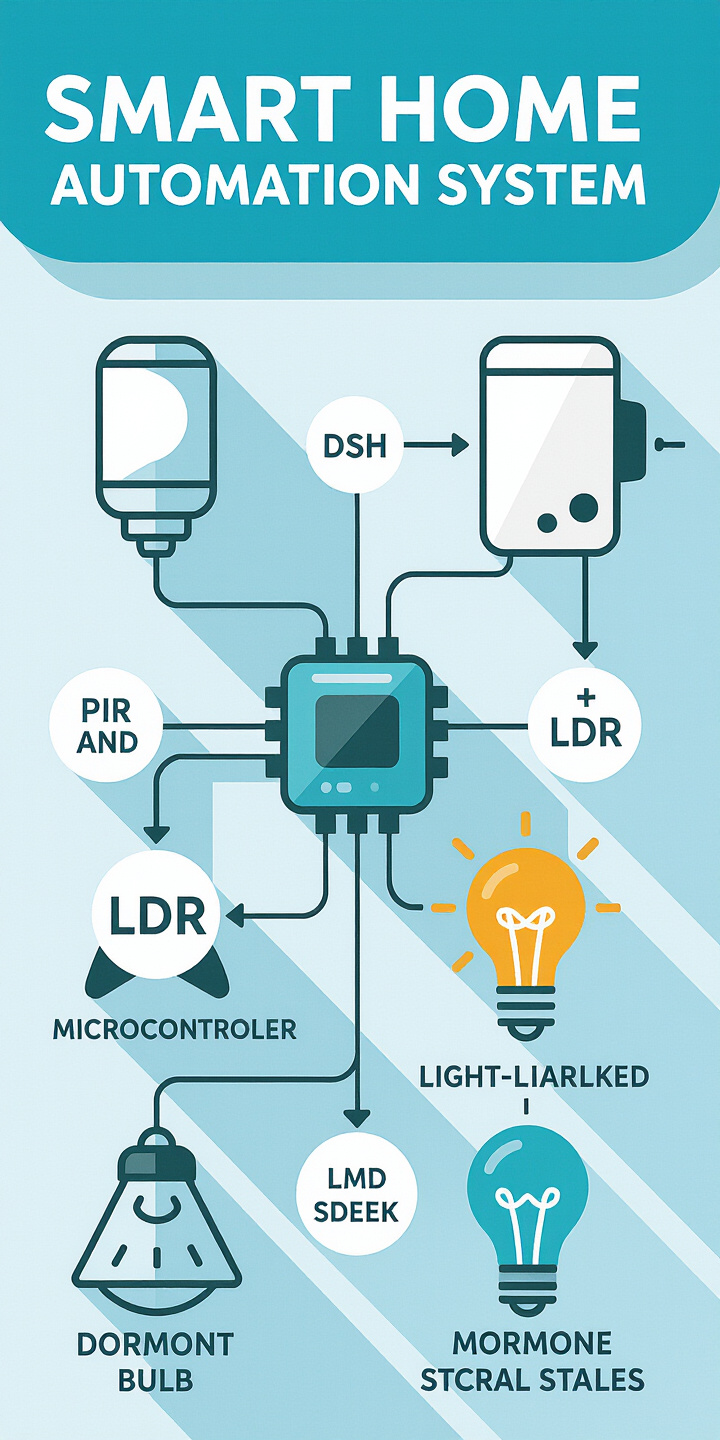 SMART HOME
AUTOMATION SYSTEM
DSH
PIR
AND
+
LDR
LDR
MICROCONTROLER
LIGHT-LIARLKED
LMD
SDEEK
DORMONT
BULB
MORMONE
STCRAL STALES